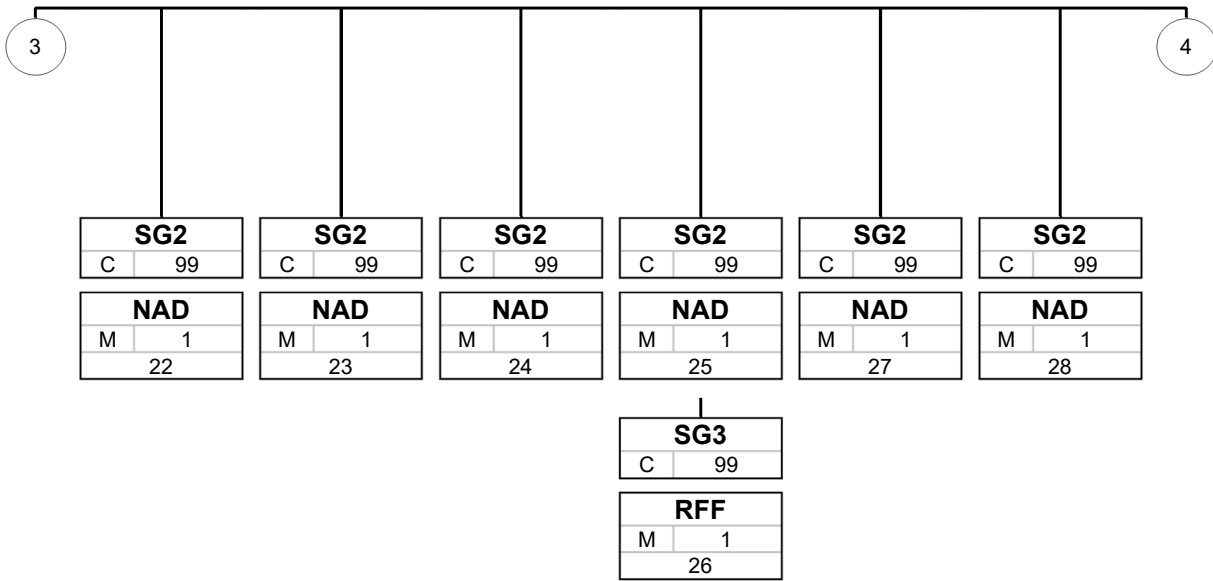 3 4
SG2 SG2 SG2 SG2 SG2 SG2
C 99 C 99 C 99 C 99 C 99 C 99
NAD NAD NAD NAD NAD NAD
M 1 M 1 M 1 M 1 M 1 M 1
22 23 24 25 27 28
SG3
C 99
RFF
M 1
26